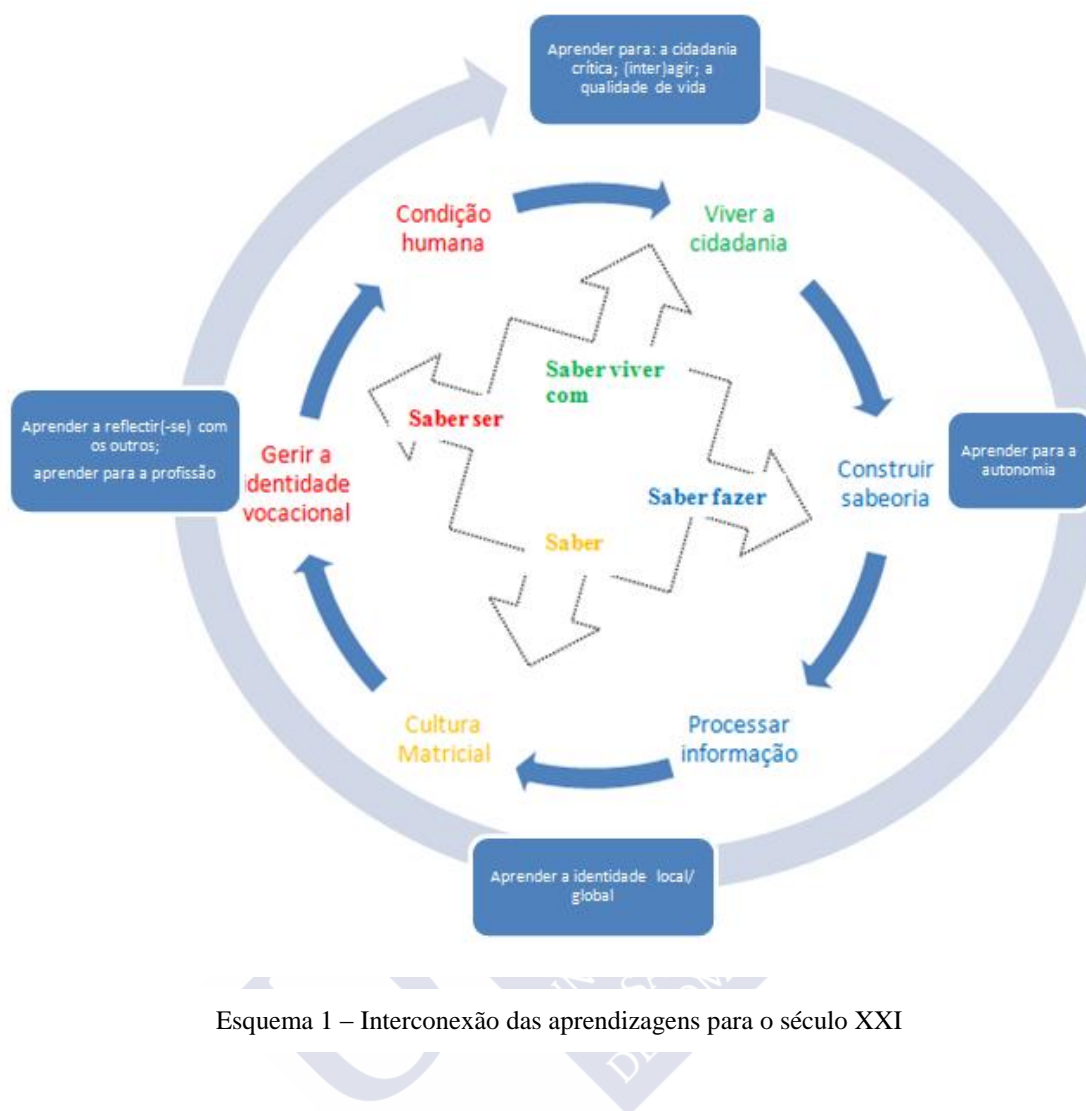 Aprender para: a cidadania
crítica; (inter)agir; a
qualidade de vida
Condição
humana
Viver a
cidadania
Saber viver
com
Saber ser
Aprender a reflectir(-se) com
os outros;
aprender para a profissão
Gerir a
identidade
vocacional
Saber fazer
Construir
sabeoria
Aprender para a
autonomia
Saber
Cultura
Matricial
Processar
informação
Aprender a identidade local/
global
Esquema 1 – Interconexão das aprendizagens para o século XXI